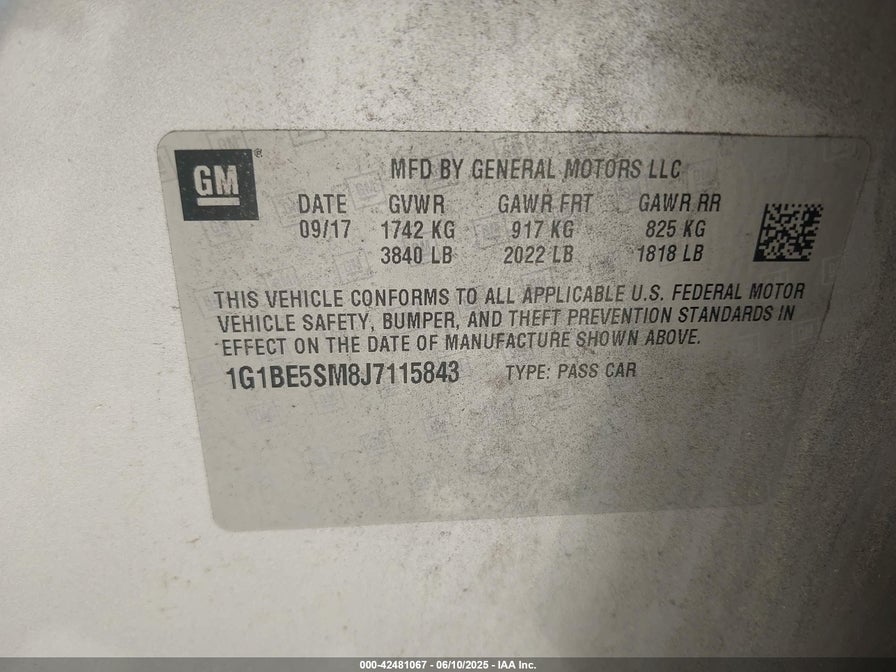 GM®
MFD BY GENERAL MOTORS LLC
DATE GVWR GAWR FRT GAWR RR
09/17 1742 KG 917 KG 825 KG
3840 LB 2022 LB 1818 LB
THIS VEHICLE CONFORMS TO ALL APPLICABLE U.S. FEDERAL MOTOR
VEHICLE SAFETY, BUMPER, AND THEFT PREVENTION STANDARDS IN
EFFECT ON THE DATE OF MANUFACTURE SHOWN ABOVE.
1G1BE5SM8J7115843 TYPE: PASS CAR
000-42481067 - 06/10/2025 - IAA Inc.